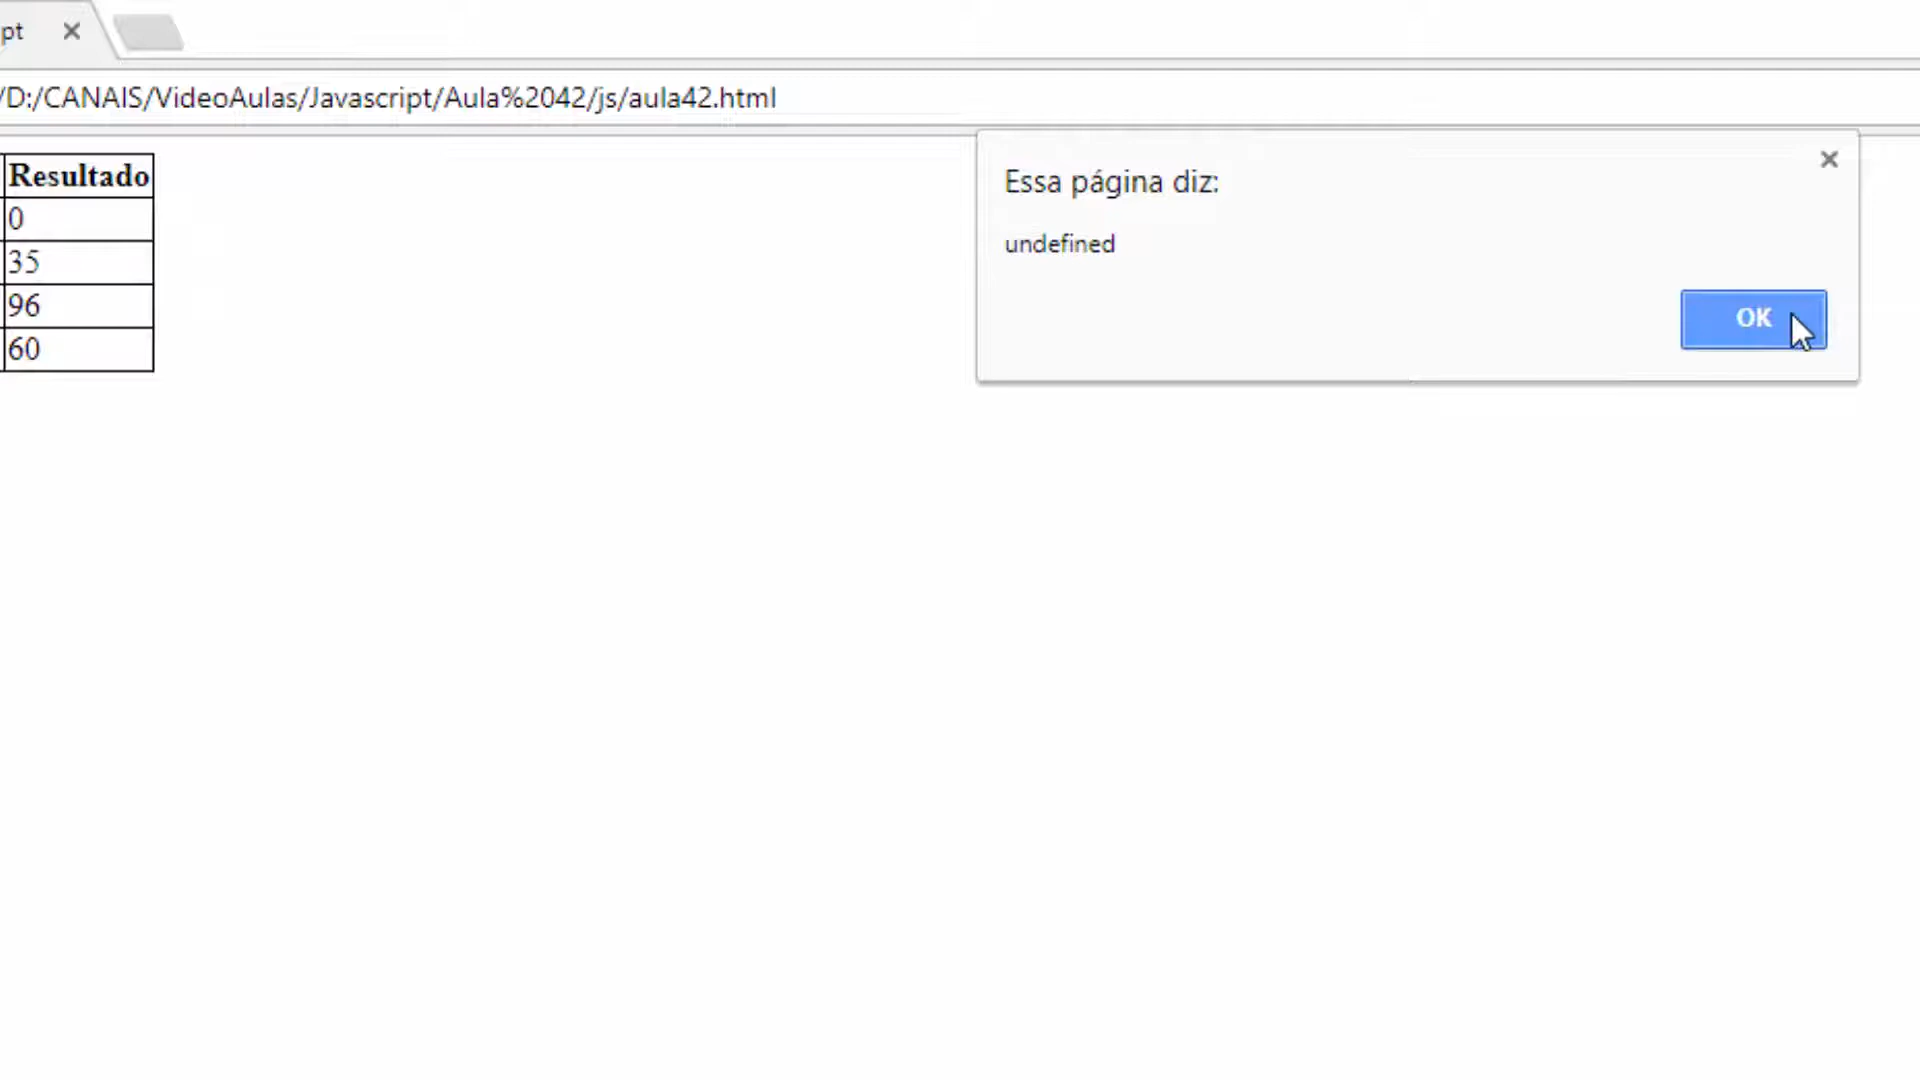 pt
/D:/CANAIS/VideoAulas/Javascript/Aula%2042/js/aula42.html
Resultado
0
35
96
60
Essa página diz:
undefined
OK